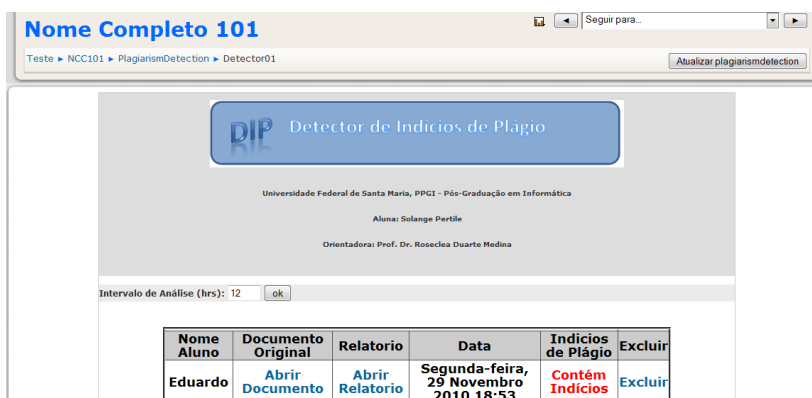 Nome Completo 101
Seguir para...
Teste ► NCC101 ► PlagiarismDetection ► Detector01
Atualizar plagiarismdetection
DIP Detector de Indícios de Plágio
Universidade Federal de Santa Maria, PPGI - Pós-Graduação em Informática
Aluna: Solange Pertile
Orientadora: Prof. Dr. Roseclea Duarte Medina
Intervalo de Análise (hrs): 12 ok
Nome Aluno
Documento Original
Relatorio
Data
Indicios de Plágio
Excluir
Eduardo
Abrir Documento
Abrir Relatorio
Segunda-feira, 29 Novembro 2010 18:53
Contém Indícios
Excluir